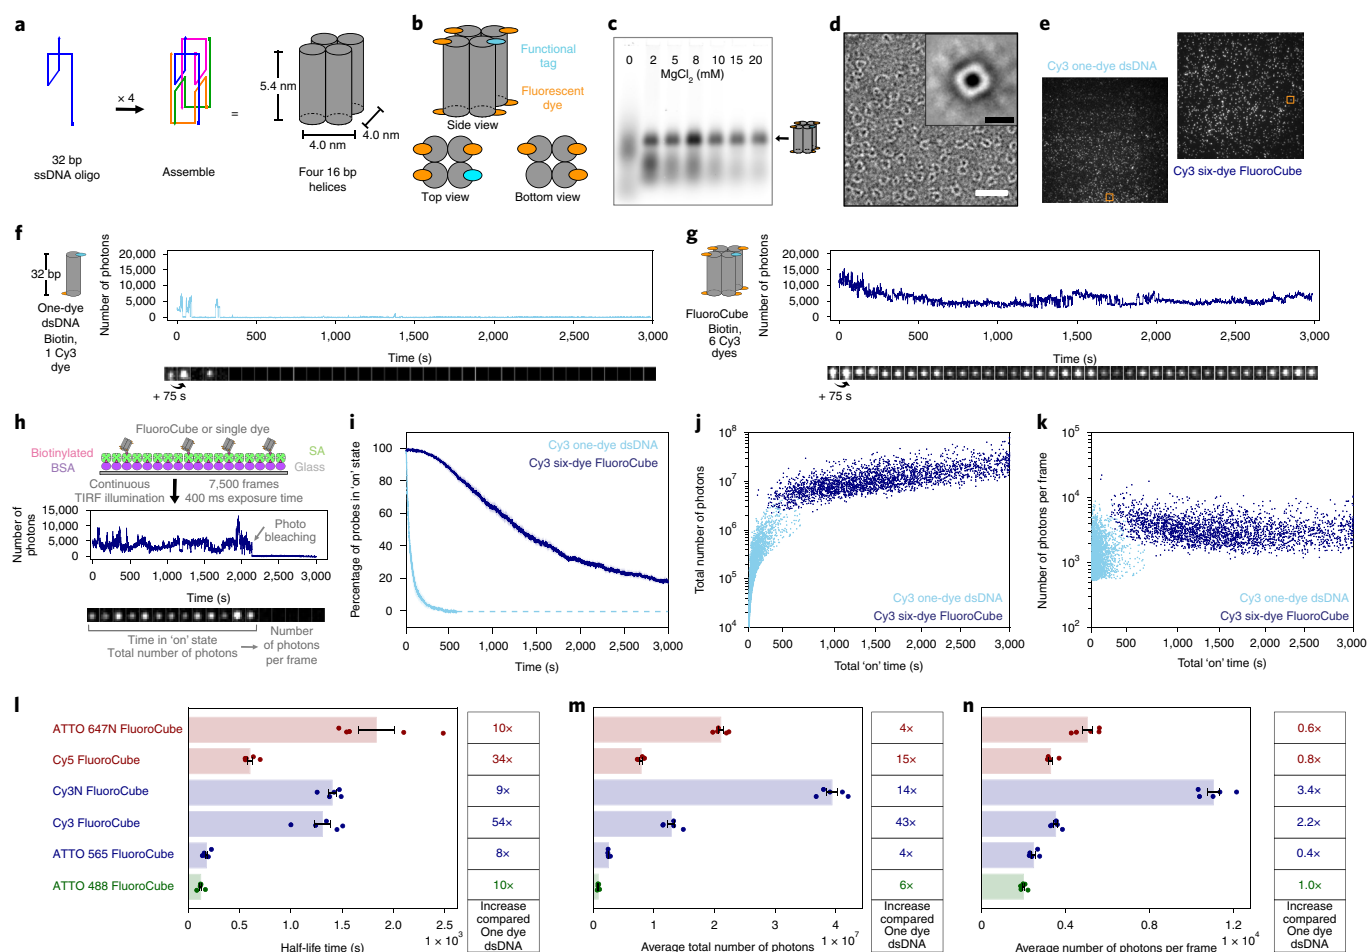 a
32 bp
ssDNA oligo
× 4
Assemble
=
5.4 nm
4.0 nm
4.0 nm
Four 16 bp
helices
b
Functional
tag
Fluorescent
dye
Side view
Top view
Bottom view
c
0 2 5 8 10 15 20
MgCl2 (mM)
d
e
Cy3 one-dye dsDNA
Cy3 six-dye FluoroCube
f
32 bp
One-dye
dsDNA
Biotin,
1 Cy3
dye
Number of photons
20,000
15,000
10,000
5,000
0
0 500 1,000 1,500 2,000 2,500 3,000
Time (s)
+ 75 s
g
FluoroCube
Biotin,
6 Cy3
dyes
Number of photons
20,000
15,000
10,000
5,000
0
0 500 1,000 1,500 2,000 2,500 3,000
Time (s)
+ 75 s
h
FluoroCube or single dye
Biotinylated
BSA
SA
Glass
Continuous
TIRF illumination
7,500 frames
400 ms exposure time
Number of
photons
15,000
10,000
5,000
0
Photo
bleaching
0 500 1,000 1,500 2,000 2,500 3,000
Time (s)
Time in 'on' state
Total number of photons
Number
of photons
per frame
i
Percentage of probes in 'on' state
100
80
60
40
20
0
Cy3 one-dye dsDNA
Cy3 six-dye FluoroCube
0 500 1,000 1,500 2,000 2,500 3,000
Time (s)
j
Total number of photons
10^8
10^7
10^6
10^5
10^4
Cy3 one-dye dsDNA
Cy3 six-dye FluoroCube
0 500 1,000 1,500 2,000 2,500 3,000
Total 'on' time (s)
k
Number of photons per frame
10^5
10^4
10^3
10^2
Cy3 one-dye dsDNA
Cy3 six-dye FluoroCube
0 500 1,000 1,500 2,000 2,500 3,000
Total 'on' time (s)
l
ATTO 647N FluoroCube
Cy5 FluoroCube
Cy3N FluoroCube
Cy3 FluoroCube
ATTO 565 FluoroCube
ATTO 488 FluoroCube
0 0.5 1.0 1.5 2.0 2.5
1 × 10^3
Half-life time (s)
10×
34×
9×
54×
8×
10×
Increase
compared
One dye
dsDNA
m
0 1 2 3 4
1 × 10^7
Average total number of photons
4×
15×
14×
43×
4×
6×
Increase
compared
One dye
dsDNA
n
0 0.4 0.8 1.2
1 × 10^4
Average number of photons per frame
0.6×
0.8×
3.4×
2.2×
0.4×
1.0×
Increase
compared
One dye
dsDNA